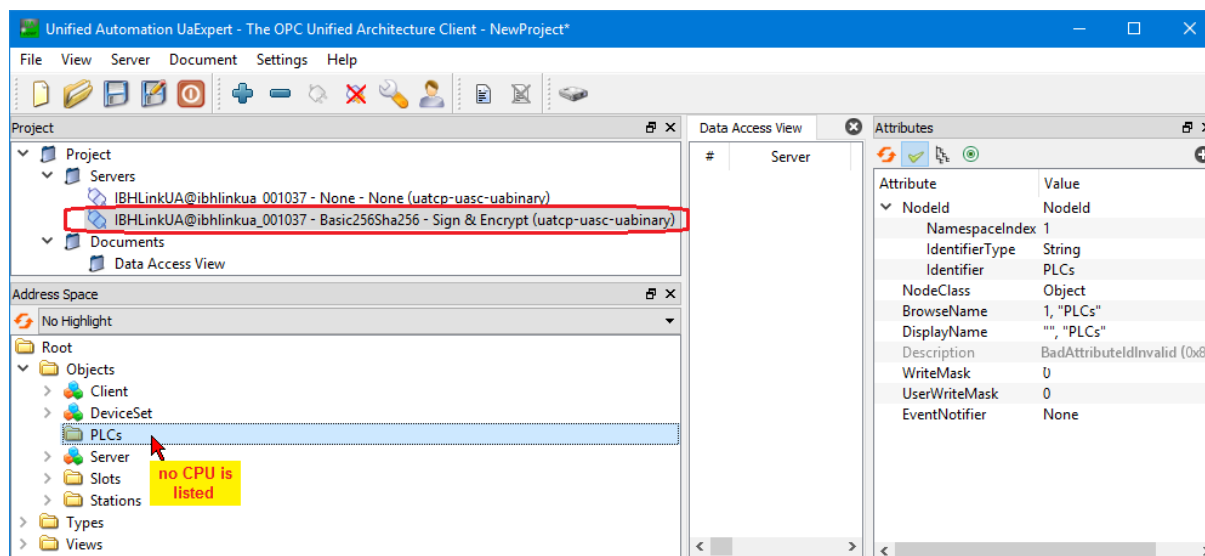 Unified Automation UaExpert - The OPC Unified Architecture Client - NewProject*
File View Server Document Settings Help
Project
Project
Servers
IBHLinkUA@ibhlinkua_001037 - None - None (uatcp-uasc-uabinary)
IBHLinkUA@ibhlinkua_001037 - Basic256Sha256 - Sign & Encrypt (uatcp-uasc-uabinary)
Documents
Data Access View
Address Space
No Highlight
Root
Objects
Client
DeviceSet
PLCs
Server
Slots
Stations
Types
Views
no CPU is
listed
Data Access View
# Server
Attributes
Attribute Value
NodeId NodeId
NamespaceIndex 1
IdentifierType String
Identifier PLCs
NodeClass Object
BrowseName 1, "PLCs"
DisplayName "", "PLCs"
Description BadAttributeIdInvalid (0x8
WriteMask 0
UserWriteMask 0
EventNotifier None